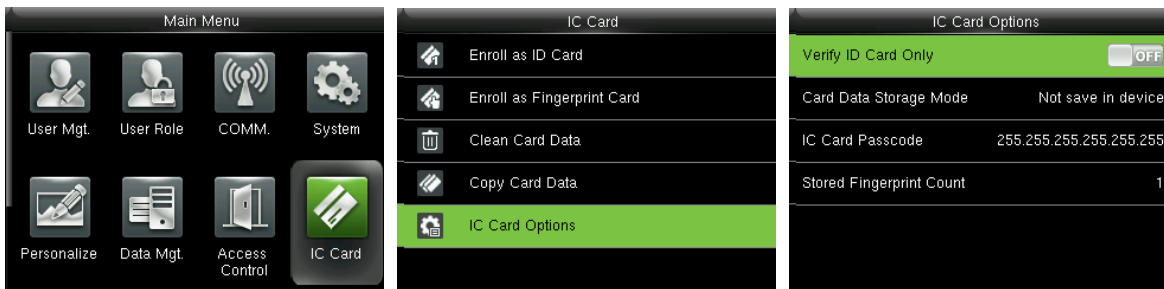 Main Menu
User Mgt.
User Role
COMM.
System
Personalize
Data Mgt.
Access
Control
IC Card
IC Card
Enroll as ID Card
Enroll as Fingerprint Card
Clean Card Data
Copy Card Data
IC Card Options
IC Card Options
Verify ID Card Only OFF
Card Data Storage Mode Not save in device
IC Card Passcode 255.255.255.255.255.255
Stored Fingerprint Count 1